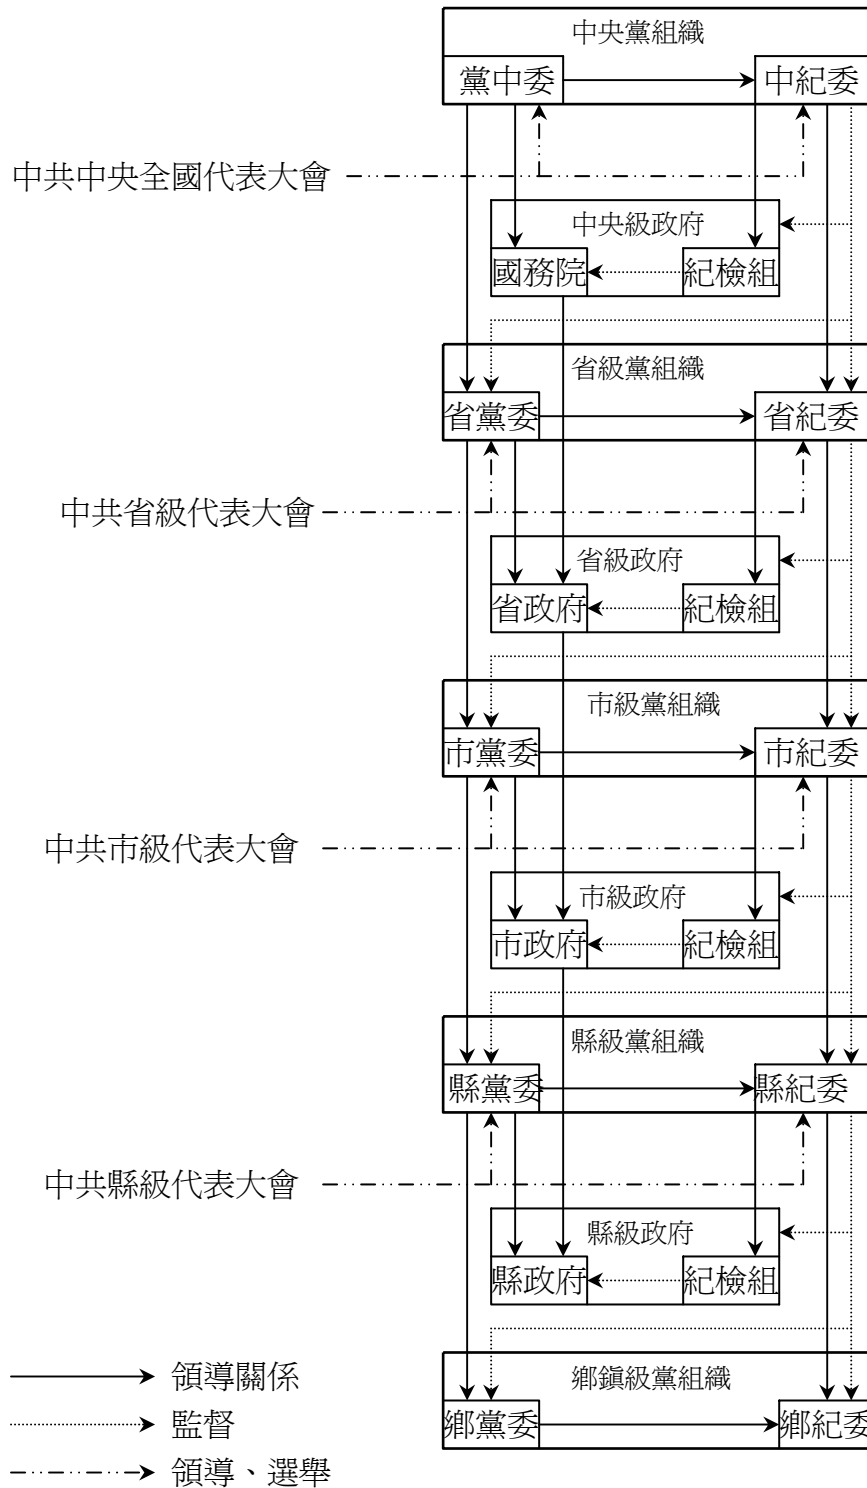 中央黨組織
黨中委 中紀委
中共中央全國代表大會
中央級政府
國務院 紀檢組
省級黨組織
省黨委 省紀委
中共省級代表大會
省級政府
省政府 紀檢組
市級黨組織
市黨委 市紀委
中共市級代表大會
市級政府
市政府 紀檢組
縣級黨組織
縣黨委 縣紀委
中共縣級代表大會
縣級政府
縣政府 紀檢組
鄉鎮級黨組織
鄉黨委 鄉紀委
領導關係
監督
領導、選舉